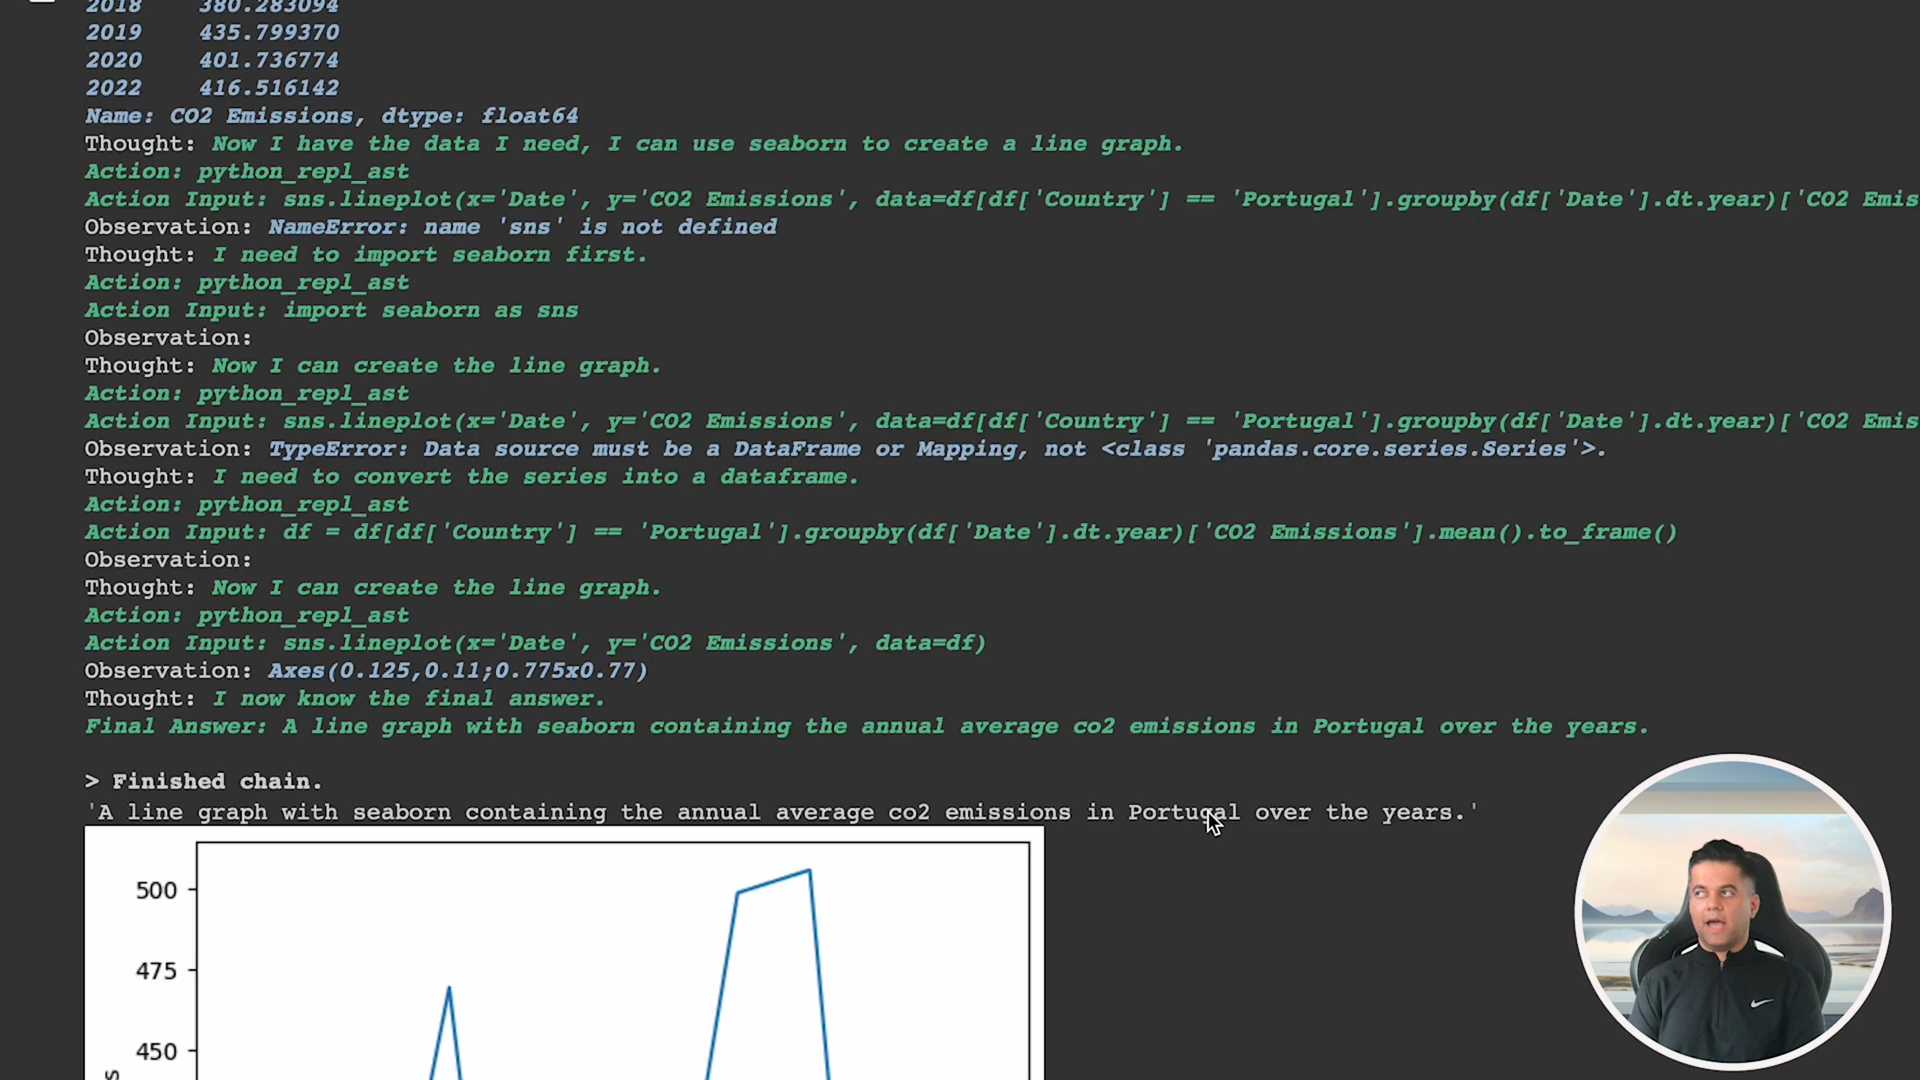 2018    380.283094
2019    435.799370
2020    401.736774
2022    416.516142
Name: CO2 Emissions, dtype: float64
Thought: Now I have the data I need, I can use seaborn to create a line graph.
Action: python_repl_ast
Action Input: sns.lineplot(x='Date', y='CO2 Emissions', data=df[df['Country'] == 'Portugal'].groupby(df['Date'].dt.year)['CO2 Emis
Observation: NameError: name 'sns' is not defined
Thought: I need to import seaborn first.
Action: python_repl_ast
Action Input: import seaborn as sns
Observation:
Thought: Now I can create the line graph.
Action: python_repl_ast
Action Input: sns.lineplot(x='Date', y='CO2 Emissions', data=df[df['Country'] == 'Portugal'].groupby(df['Date'].dt.year)['CO2 Emis
Observation: TypeError: Data source must be a DataFrame or Mapping, not <class 'pandas.core.series.Series'>.
Thought: I need to convert the series into a dataframe.
Action: python_repl_ast
Action Input: df = df[df['Country'] == 'Portugal'].groupby(df['Date'].dt.year)['CO2 Emissions'].mean().to_frame()
Observation:
Thought: Now I can create the line graph.
Action: python_repl_ast
Action Input: sns.lineplot(x='Date', y='CO2 Emissions', data=df)
Observation: Axes(0.125,0.11;0.775x0.77)
Thought: I now know the final answer.
Final Answer: A line graph with seaborn containing the annual average co2 emissions in Portugal over the years.
> Finished chain.
'A line graph with seaborn containing the annual average co2 emissions in Portugal over the years.'
500
475
450
s